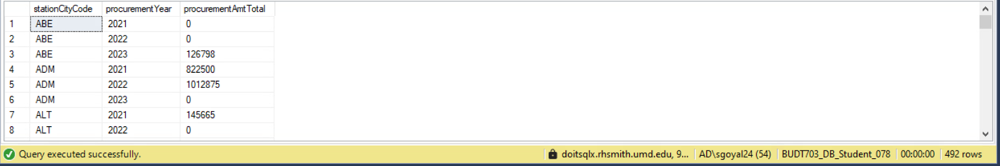 stationCityCode procurementYear procurementAmtTotal
1 ABE 2021 0
2 ABE 2022 0
3 ABE 2023 126798
4 ADM 2021 822500
5 ADM 2022 1012875
6 ADM 2023 0
7 ALT 2021 145665
8 ALT 2022 0
Query executed successfully. doitsqlx.rhsmith.umd.edu, 9... AD\sgoyal24 (54) BUDT703_DB_Student_078 00:00:00 492 rows